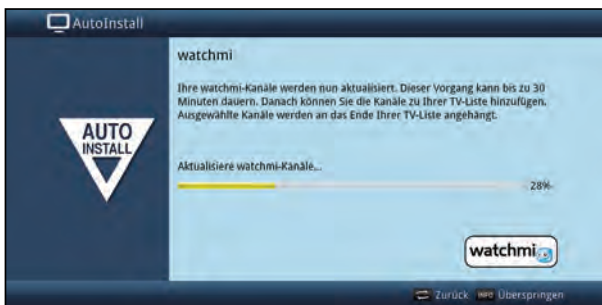 AutoInstall
watchmi
Ihre watchmi-Kanäle werden nun aktualisiert. Dieser Vorgang kann bis zu 30
Minuten dauern. Danach können Sie die Kanäle zu Ihrer TV-Liste hinzufügen.
Ausgewählte Kanäle werden an das Ende Ihrer TV-Liste angehängt.
AUTO
INSTALL
Aktualisiere watchmi-Kanäle...
28%
watchmi
Zurück INFO Überspringen